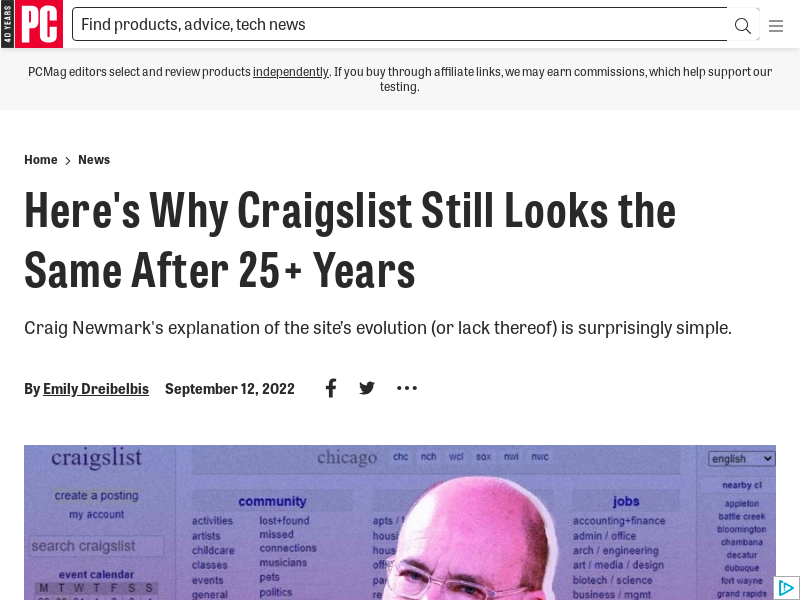 40 YEARS
PC
Find products, advice, tech news
PCMag editors select and review products independently. If you buy through affiliate links, we may earn commissions, which help support our
testing.
Home > News
Here's Why Craigslist Still Looks the
Same After 25+ Years
Craig Newmark's explanation of the site's evolution (or lack thereof) is surprisingly simple.
By Emily Dreibelbis September 12, 2022
craigslist
create a posting
my account
search craigslist
event calendar
M T W T F S S
chicago chc nch wcl sox nwi nwc
community
activities
artists
childcare
classes
events
general
lost+found
missed
connections
musicians
pets
politics
apts /
jobs
accounting+finance
admin / office
arch / engineering
art / media / design
biotech / science
business / mgmt
english
nearby cl
appleton
battle creek
bloomington
chambana
decatur
dubuque
fort wayne
grand rapids